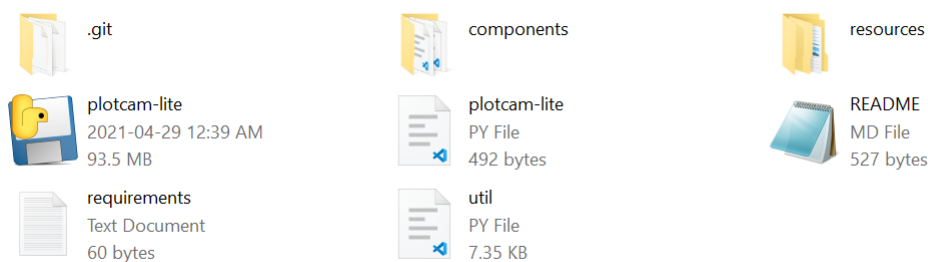 .git
components
resources
plotcam-lite
2021-04-29 12:39 AM
93.5 MB
plotcam-lite
PY File
492 bytes
README
MD File
527 bytes
requirements
Text Document
60 bytes
util
PY File
7.35 KB